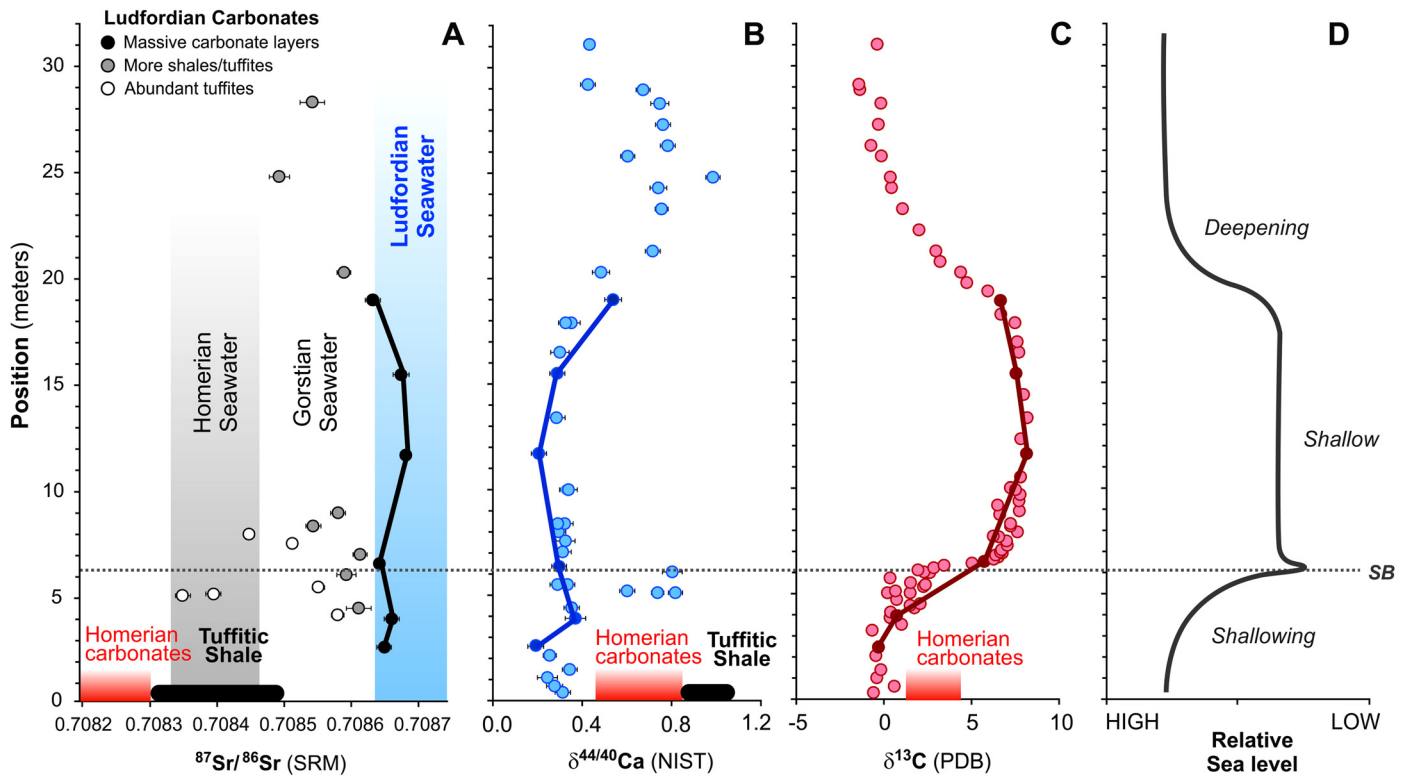 Ludfordian Carbonates
Massive carbonate layers
More shales/tuffites
Abundant tuffites
A
B
C
D
Position (meters)
30
25
20
15
10
5
0
Homerian
Seawater
Gorstian
Seawater
Ludfordian
Seawater
Homerian
carbonates
Tuffitic
Shale
0.7082
0.7083
0.7084
0.7085
0.7086
0.7087
⁸⁷Sr/⁸⁶Sr (SRM)
Homerian
carbonates
Tuffitic
Shale
0.0
0.4
0.8
1.2
δ⁴⁴/⁴⁰Ca (NIST)
Homerian
carbonates
-5
0
5
10
δ¹³C (PDB)
Deepening
Shallow
SB
Shallowing
HIGH
LOW
Relative
Sea level